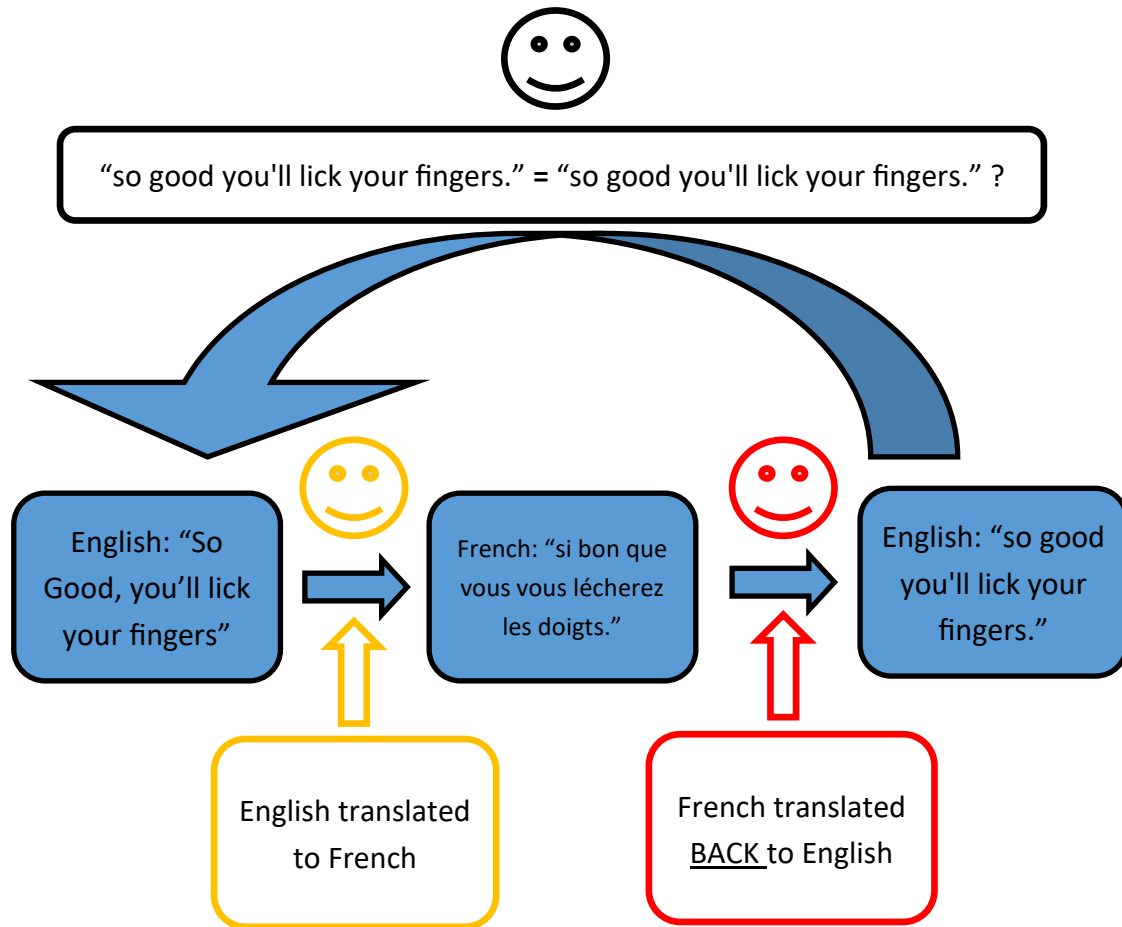 “so good you'll lick your fingers.” = “so good you'll lick your fingers.” ?
English: “So
Good, you’ll lick
your fingers”
French: “si bon que
vous vous lécherez
les doigts.”
English: “so good
you'll lick your
fingers.”
English translated
to French
French translated
BACK to English